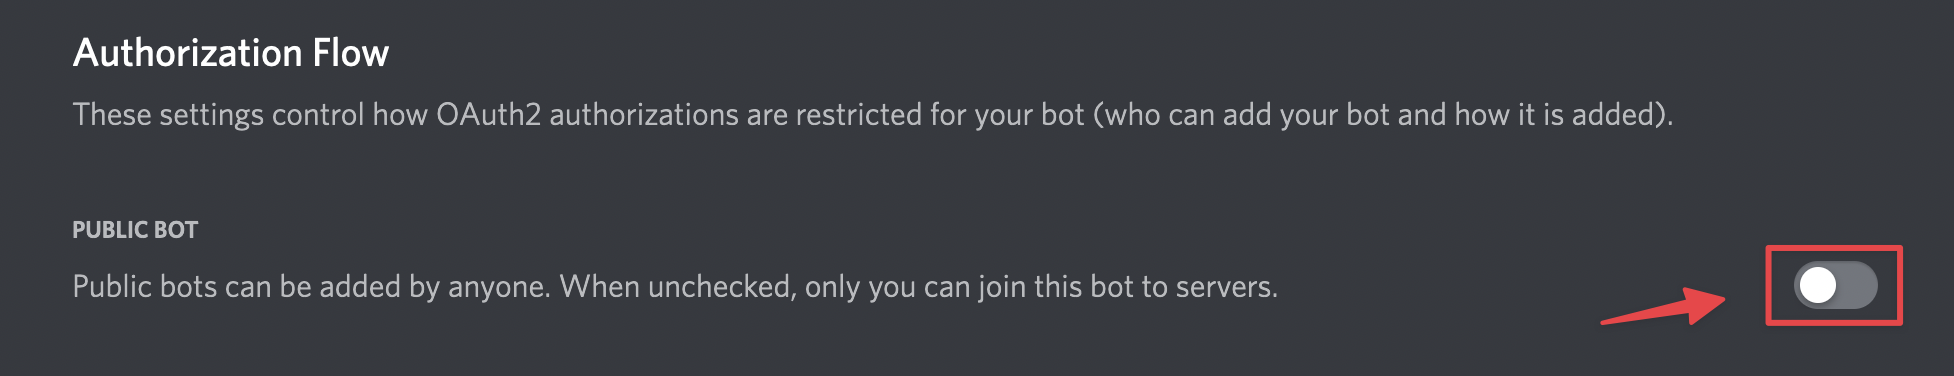 Authorization Flow
These settings control how OAuth2 authorizations are restricted for your bot (who can add your bot and how it is added).
PUBLIC BOT
Public bots can be added by anyone. When unchecked, only you can join this bot to servers.